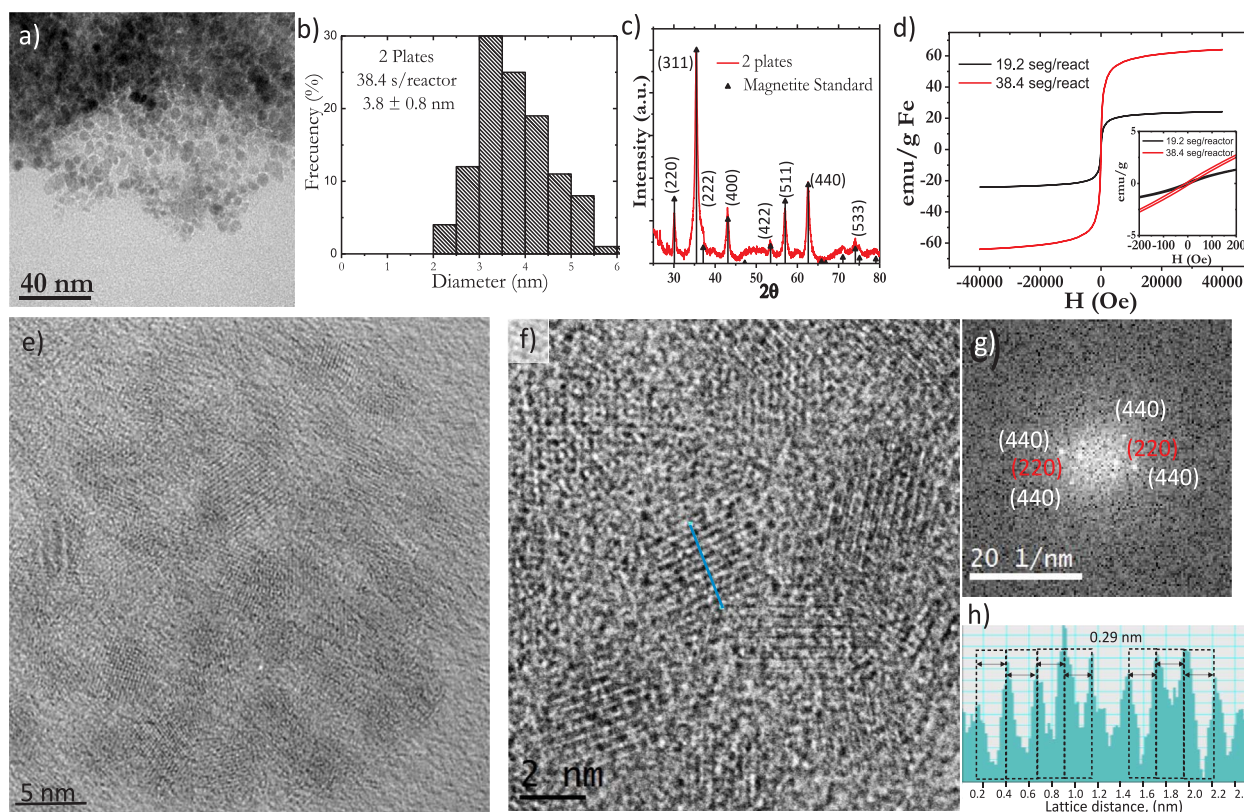 a)
40 nm
b)
2 Plates
38.4 s/reactor
3.8 ± 0.8 nm
Frecuency (%)
30
20
10
0
0 1 2 3 4 5 6
Diameter (nm)
c)
2 plates
Magnetite Standard
(311)
(220)
(222)
(400)
(422)
(511)
(440)
(533)
Intensity (a.u.)
30 40 50 60 70 80
2θ
d)
19.2 seg/react
38.4 seg/react
emu/g Fe
60
40
20
0
-20
-40
-60
-40000 -20000 0 20000 40000
H (Oe)
19.2 seg/reactor
38.4 seg/reactor
emu/g
5
0
-5
-200 -100 0 100 200
H (Oe)
e)
5 nm
f)
2 nm
g)
(440)
(440)
(220)
(220)
(440)
(440)
20 1/nm
h)
0.29 nm
0.2 0.4 0.6 0.8 1.0 1.2 1.4 1.6 1.8 2.0 2.2 2.4
Lattice distance, (nm)